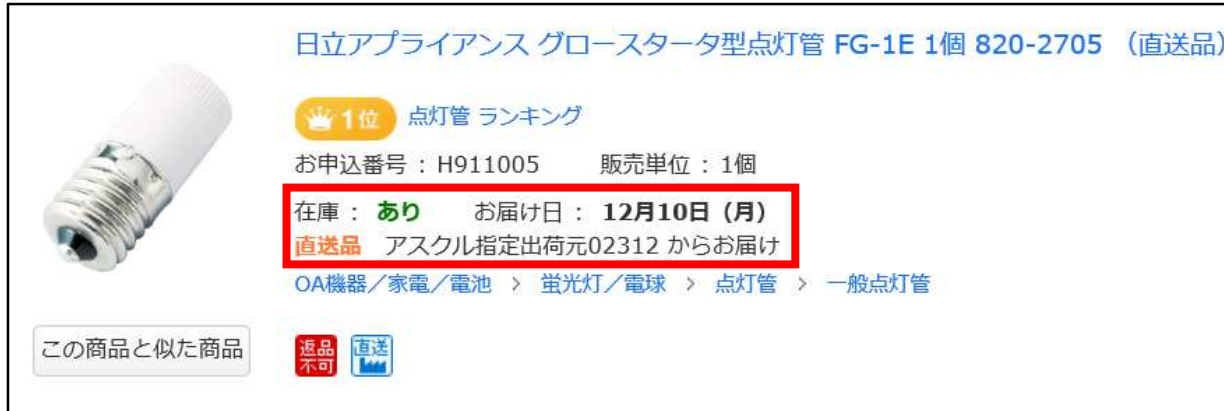 日立アプライアンス グロースタータ型点灯管 FG-1E 1個 820-2705 （直送品）
1位 点灯管 ランキング
お申込番号 : H911005 販売単位 : 1個
在庫 : あり お届け日 : 12月10日（月）
直送品 アスクル指定出荷元02312 からお届け
OA機器／家電／電池 > 蛍光灯／電球 > 点灯管 > 一般点灯管
この商品と似た商品
返品不可 直送